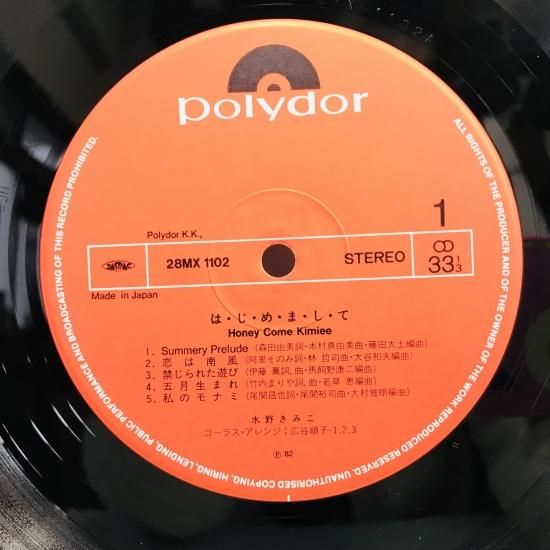 polydor
Polydor K.K.,
1
JASRAC
28MX 1102
STEREO
33 1/3
Made in Japan
は・じ・め・ま・し・て
Honey Come Kimiee
1. Summery Prelude (森田由美詞・木村真由美曲・藤田大土編曲)
2. 恋は南風 (阿里そのみ詞・林 哲司曲・大谷和夫編曲)
3. 禁じられた遊び (伊藤 薫詞、曲・馬飼野康二編曲)
4. 五月生まれ (竹内まりや詞、曲・若草 恵編曲)
5. 私のモナミ (尾関昌也詞・尾関裕司曲・大村雅朗編曲)
水野きみこ
コーラス・アレンジ:広谷順子-1,2,3
Ⓟ'82
ALL RIGHTS OF THE PRODUCER AND OF THE OWNER OF THE WORK REPRODUCED RESERVED. UNAUTHORISED COPYING, HIRING, LENDING, PUBLIC PERFORMANCE AND BROADCASTING OF THIS RECORD PROHIBITED.